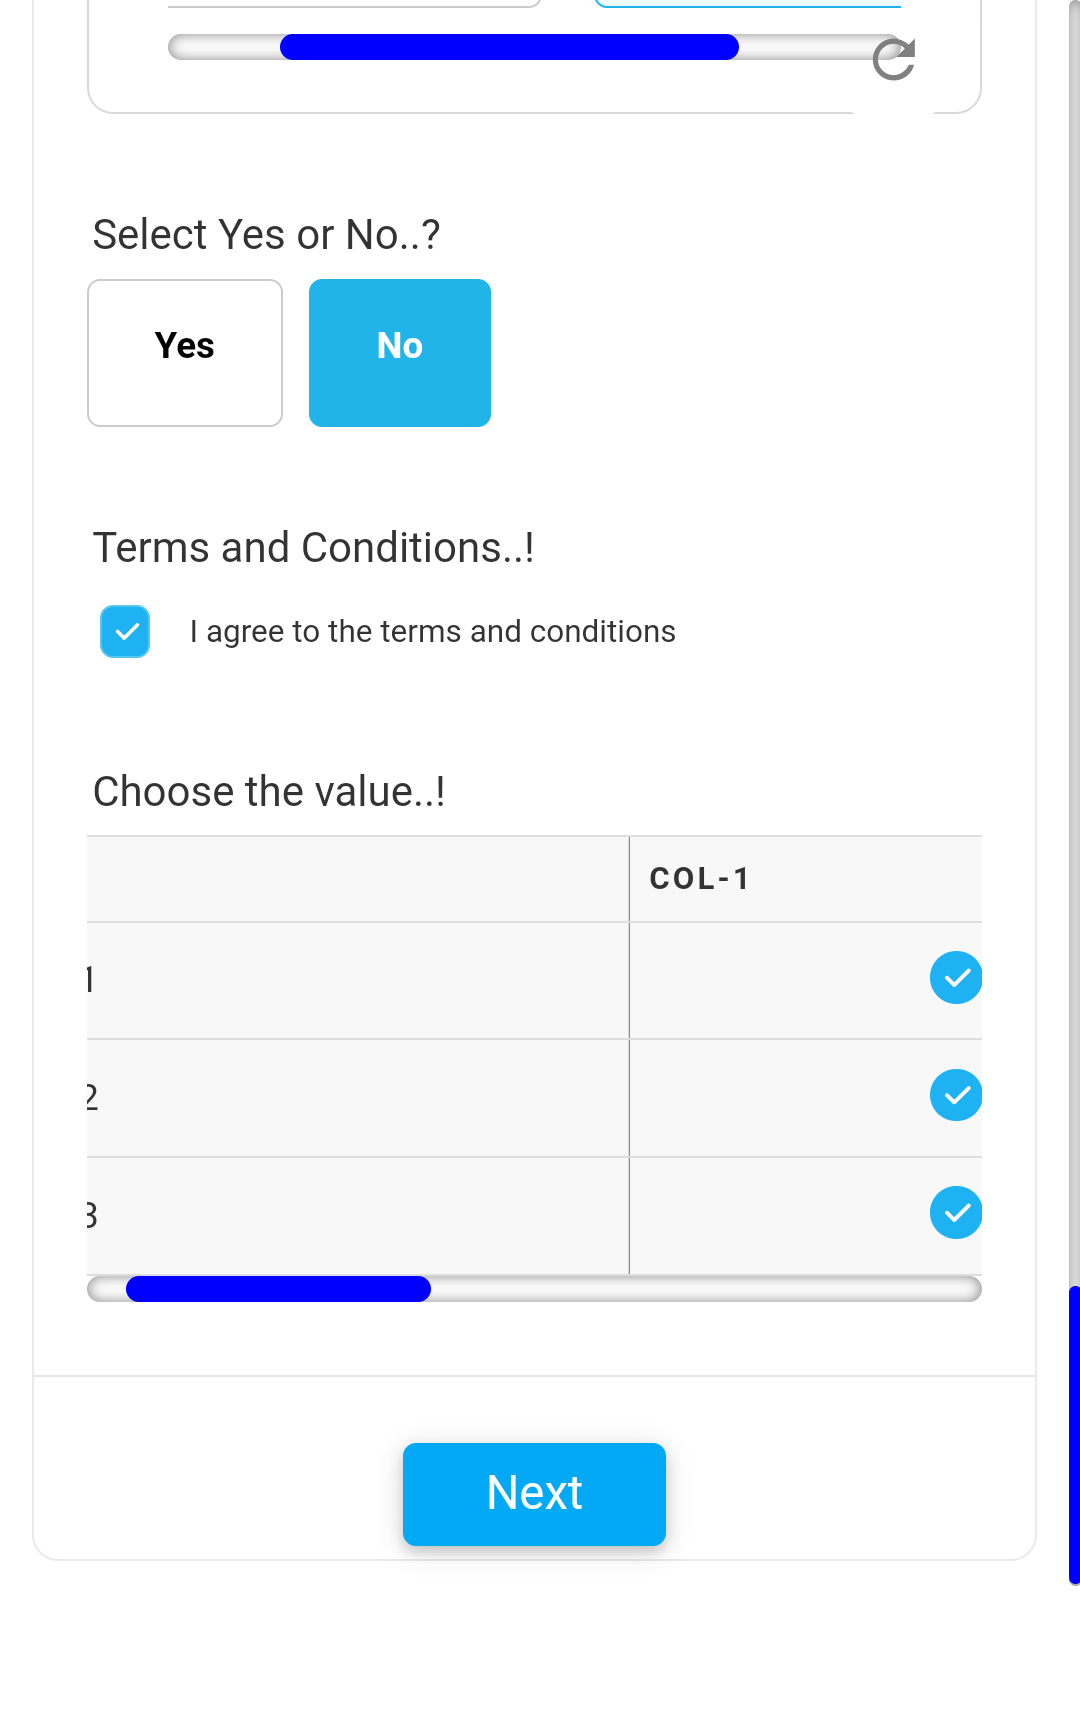 Select Yes or No..?
Yes No
Terms and Conditions..!
I agree to the terms and conditions
Choose the value..!
COL-1
1
2
3
Next